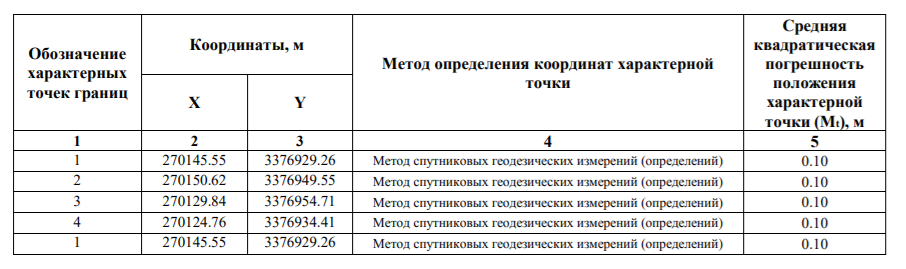 Обозначение
характерных
точек границ
Координаты, м
Метод определения координат характерной
точки
Средняя
квадратическая
погрешность
положения
характерной
точки (Mt), м
X Y
1 2 3 4 5
1 270145.55 3376929.26 Метод спутниковых геодезических измерений (определений) 0.10
2 270150.62 3376949.55 Метод спутниковых геодезических измерений (определений) 0.10
3 270129.84 3376954.71 Метод спутниковых геодезических измерений (определений) 0.10
4 270124.76 3376934.41 Метод спутниковых геодезических измерений (определений) 0.10
1 270145.55 3376929.26 Метод спутниковых геодезических измерений (определений) 0.10